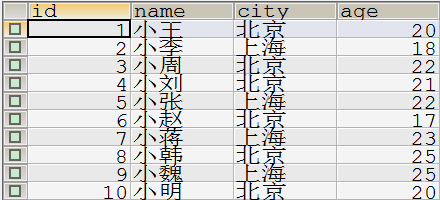 id name city age
1 小王 北京 20
2 小李 上海 18
3 小周 北京 22
4 小刘 北京 21
5 小张 上海 22
6 小赵 北京 17
7 小蒋 上海 23
8 小韩 北京 25
9 小魏 上海 25
10 小明 北京 20